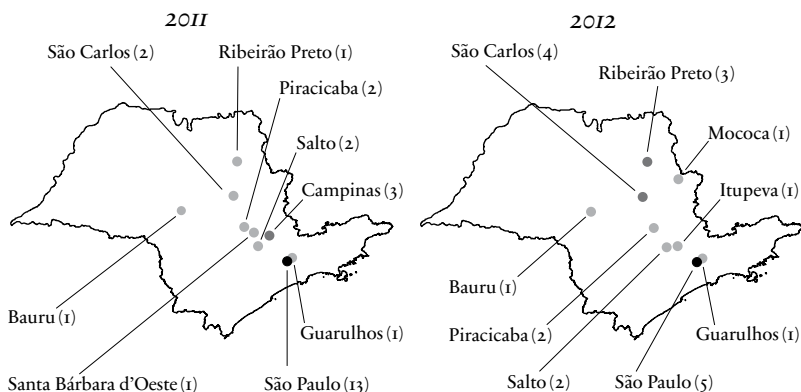 2011
São Carlos (2)
Ribeirão Preto (1)
Piracicaba (2)
Salto (2)
Campinas (3)
Bauru (1)
Guarulhos (1)
Santa Bárbara d'Oeste (1)
São Paulo (13)
2012
São Carlos (4)
Ribeirão Preto (3)
Mococa (1)
Itupeva (1)
Bauru (1)
Piracicaba (2)
Guarulhos (1)
Salto (2)
São Paulo (5)